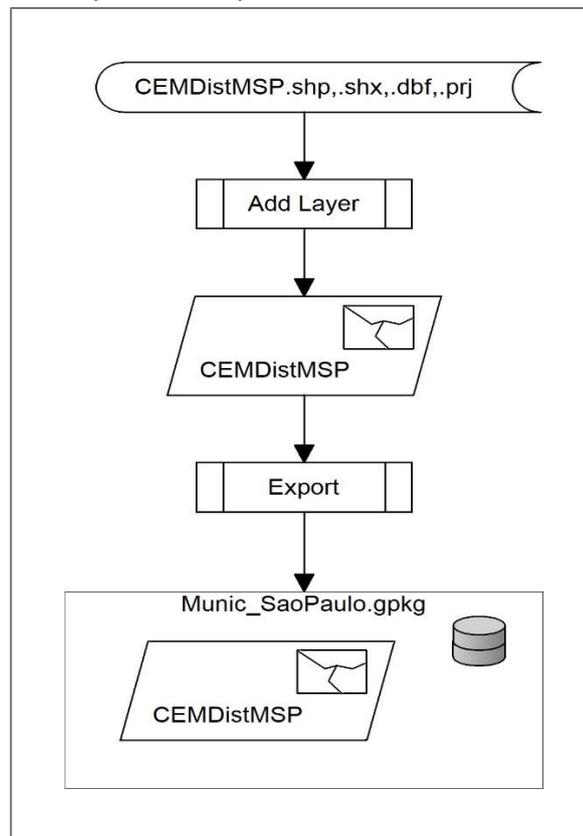 CEMDistMSP.shp,.shx,.dbf,.prj
Add Layer
CEMDistMSP
Export
Munic_SaoPaulo.gpkg
CEMDistMSP